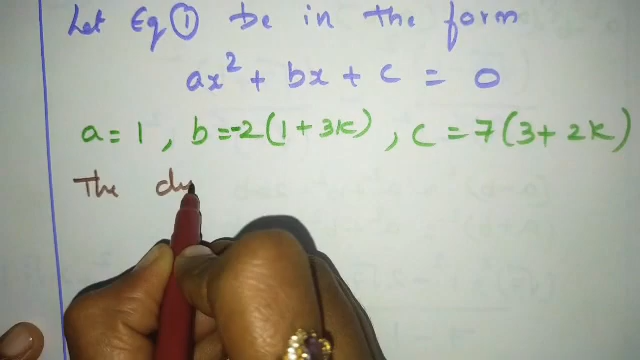 Let Eq ① be in the form
ax² + bx + c = 0
a = 1 , b = -2(1 + 3k) , c = 7(3 + 2k)
The